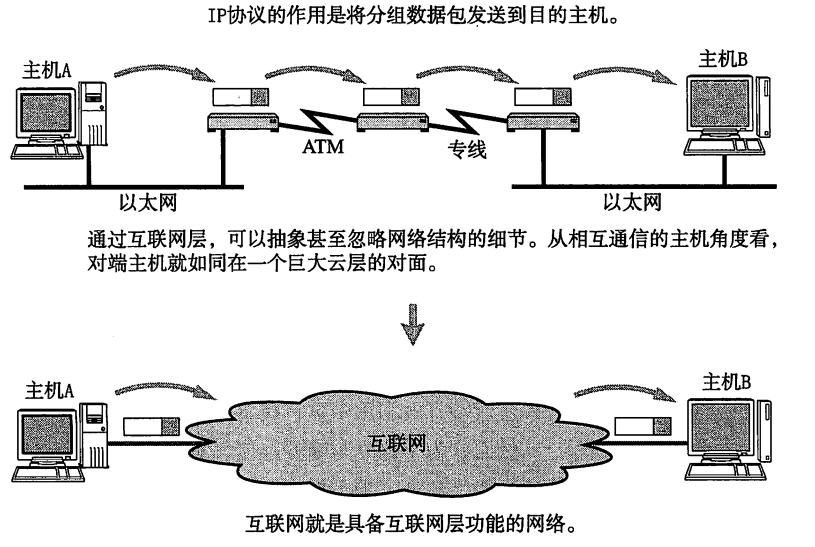 IP协议的作用是将分组数据包发送到目的主机。
主机A
主机B
ATM
专线
以太网
以太网
通过互联网层，可以抽象甚至忽略网络结构的细节。从相互通信的主机角度看，
对端主机就如同在一个巨大云层的对面。
主机A
主机B
互联网
互联网就是具备互联网层功能的网络。